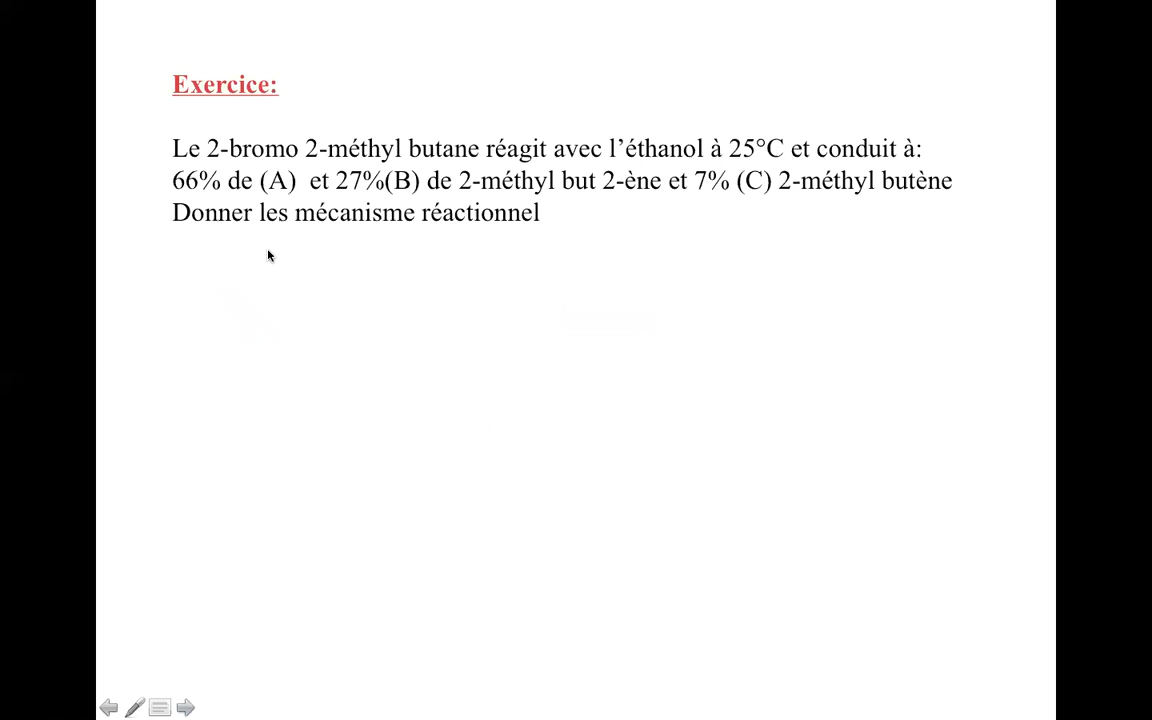 Exercice:
Le 2-bromo 2-méthyl butane réagit avec l'éthanol à 25°C et conduit à:
66% de (A) et 27%(B) de 2-méthyl but 2-ène et 7% (C) 2-méthyl butène
Donner les mécanisme réactionnel